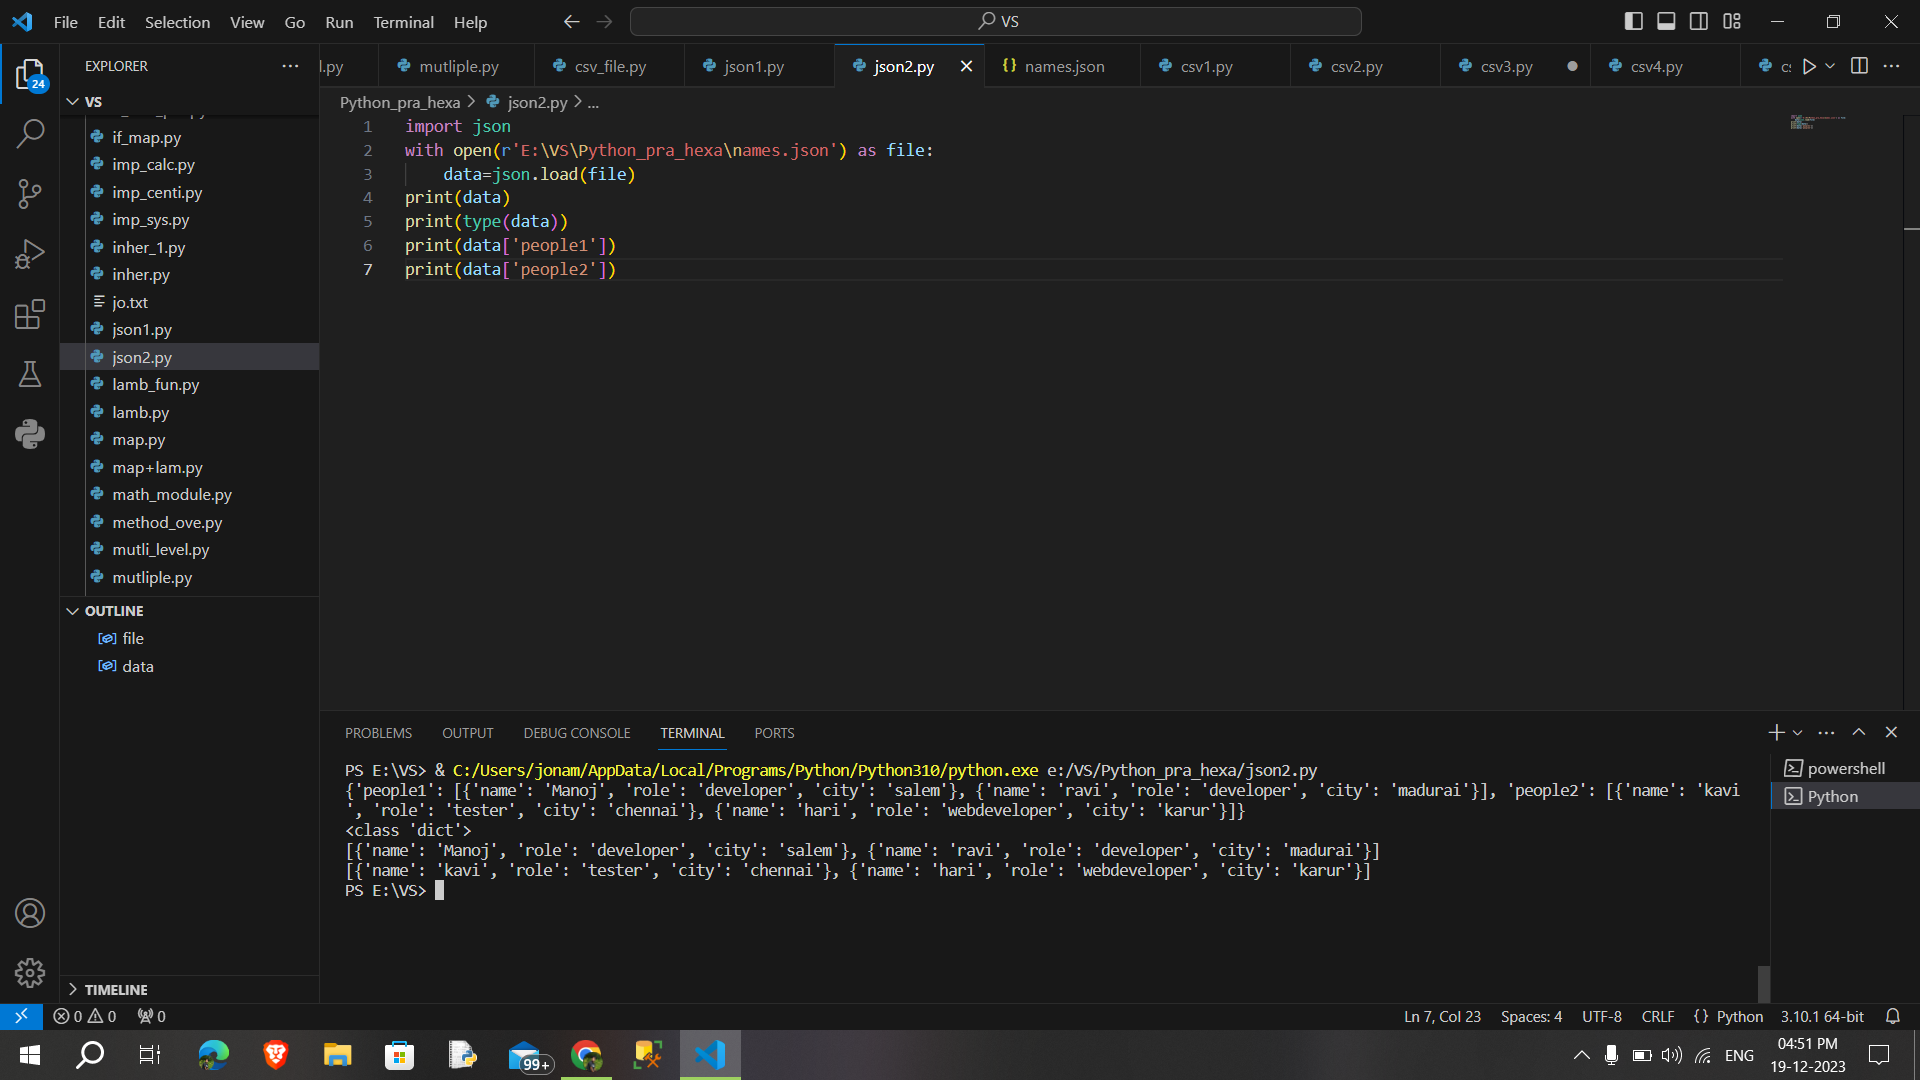 File Edit Selection View Go Run Terminal Help
VS
EXPLORER
l.py mutliple.py csv_file.py json1.py json2.py names.json csv1.py csv2.py csv3.py csv4.py cs
VS
if_map.py
imp_calc.py
imp_centi.py
imp_sys.py
inher_1.py
inher.py
jo.txt
json1.py
json2.py
lamb_fun.py
lamb.py
map.py
map+lam.py
math_module.py
method_ove.py
mutli_level.py
mutliple.py
OUTLINE
file
data
TIMELINE
24
Python_pra_hexa > json2.py > ...
1 import json
2 with open(r'E:\VS\Python_pra_hexa\names.json') as file:
3     data=json.load(file)
4 print(data)
5 print(type(data))
6 print(data['people1'])
7 print(data['people2'])
PROBLEMS OUTPUT DEBUG CONSOLE TERMINAL PORTS
PS E:\VS> & C:/Users/jonam/AppData/Local/Programs/Python/Python310/python.exe e:/VS/Python_pra_hexa/json2.py
{'people1': [{'name': 'Manoj', 'role': 'developer', 'city': 'salem'}, {'name': 'ravi', 'role': 'developer', 'city': 'madurai'}], 'people2': [{'name': 'kavi
', 'role': 'tester', 'city': 'chennai'}, {'name': 'hari', 'role': 'webdeveloper', 'city': 'karur'}]}
<class 'dict'>
[{'name': 'Manoj', 'role': 'developer', 'city': 'salem'}, {'name': 'ravi', 'role': 'developer', 'city': 'madurai'}]
[{'name': 'kavi', 'role': 'tester', 'city': 'chennai'}, {'name': 'hari', 'role': 'webdeveloper', 'city': 'karur'}]
PS E:\VS>
powershell
Python
0 0 0
Ln 7, Col 23 Spaces: 4 UTF-8 CRLF {} Python 3.10.1 64-bit
99+
ENG
04:51 PM
19-12-2023